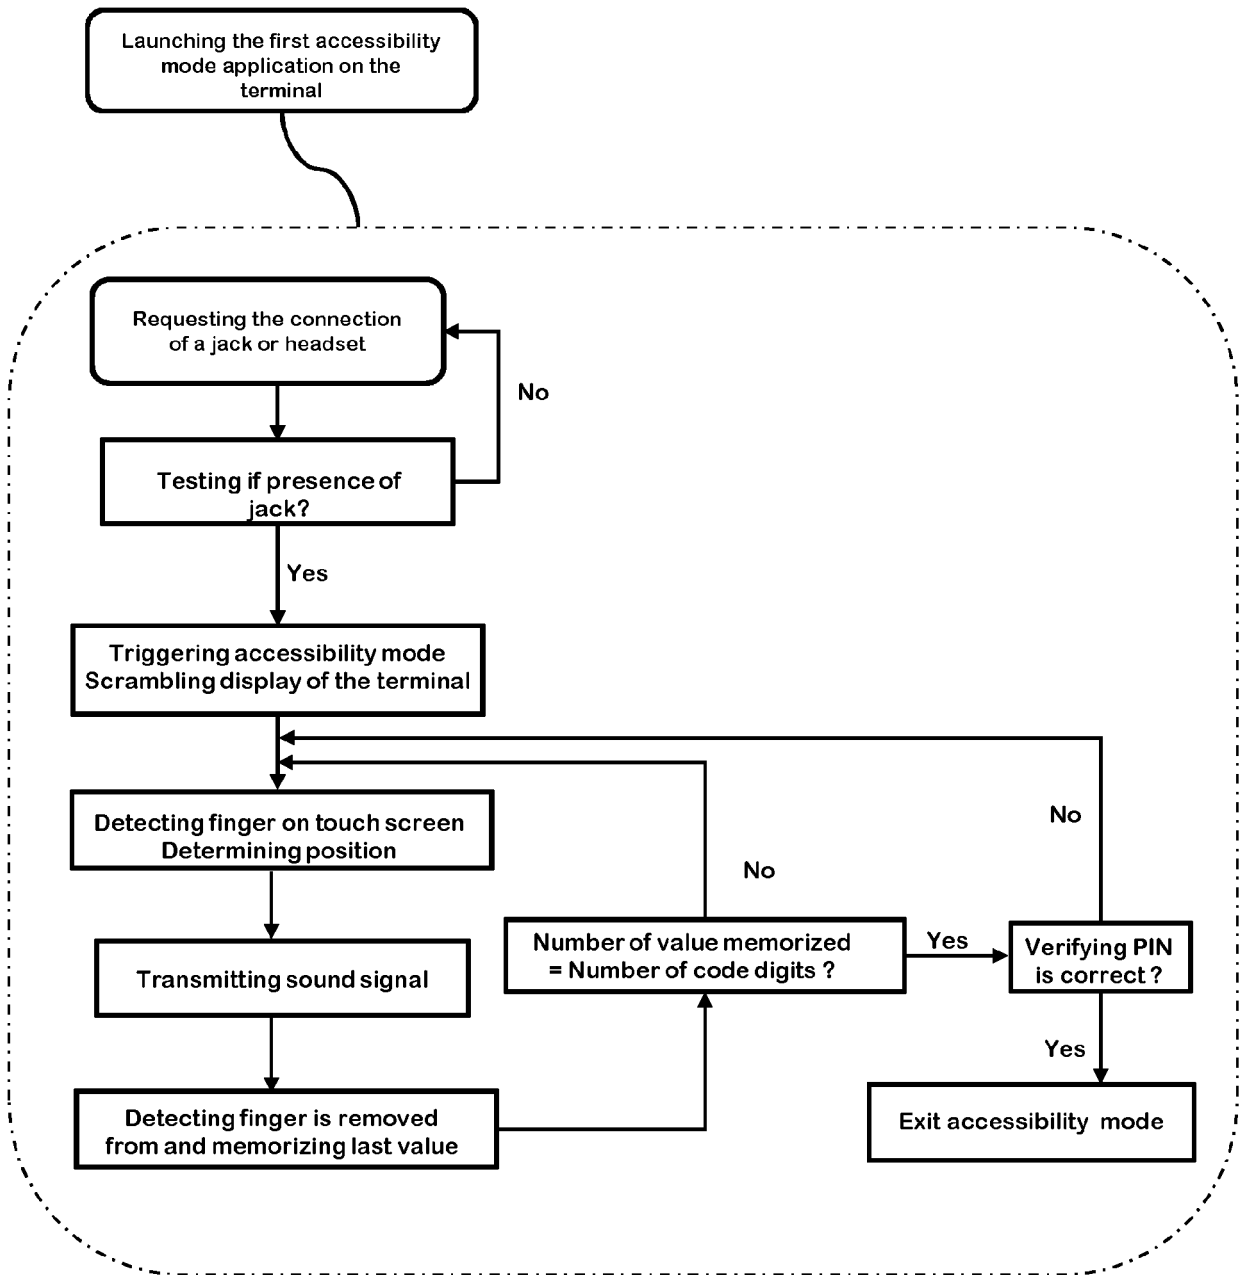 Launching the first accessibility
mode application on the
terminal
Requesting the connection
of a jack or headset
No
Testing if presence of
jack?
Yes
Triggering accessibility mode
Scrambling display of the terminal
Detecting finger on touch screen
Determining position
No
No
Transmitting sound signal
Number of value memorized
= Number of code digits ?
Yes
Verifying PIN
is correct ?
Yes
Detecting finger is removed
from and memorizing last value
Exit accessibility mode